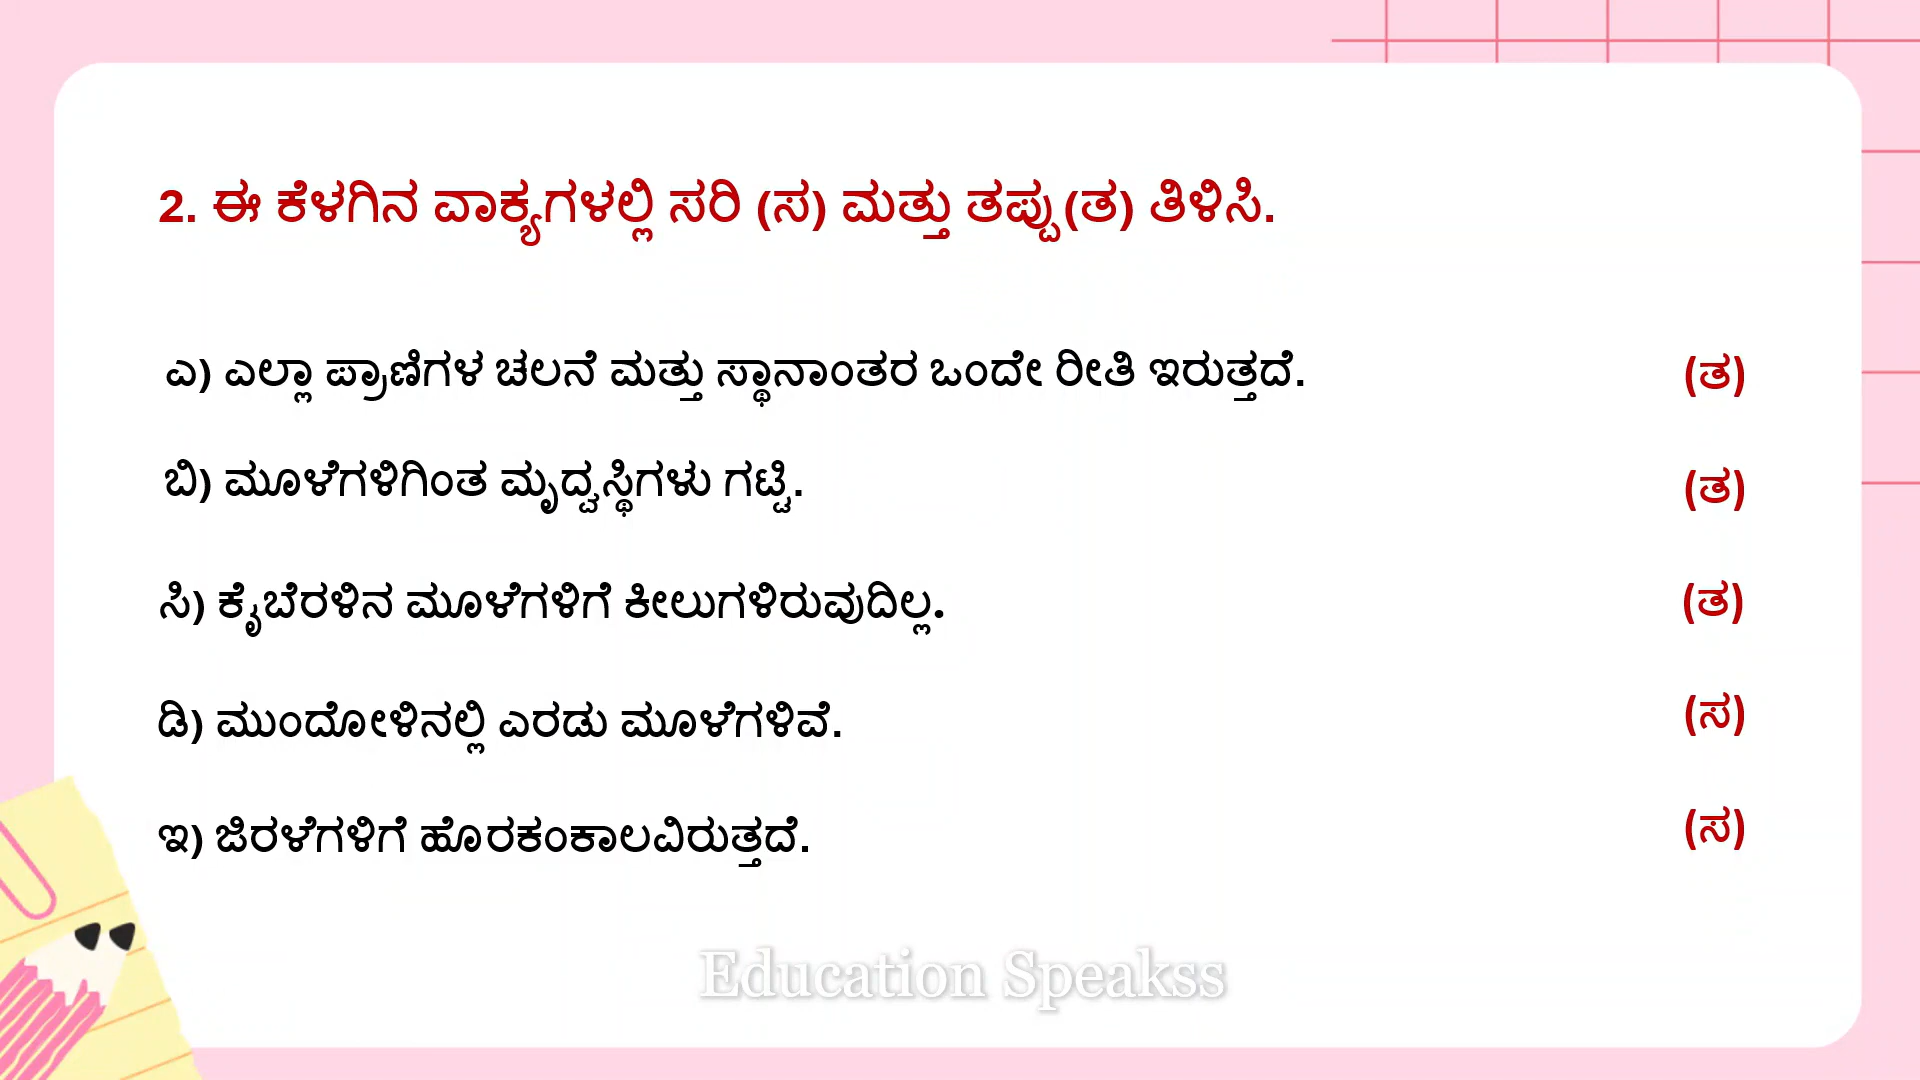 2. ಈ ಕೆಳಗಿನ ವಾಕ್ಯಗಳಲ್ಲಿ ಸರಿ (ಸ) ಮತ್ತು ತಪ್ಪು(ತ) ತಿಳಿಸಿ.
ಎ) ಎಲ್ಲಾ ಪ್ರಾಣಿಗಳ ಚಲನೆ ಮತ್ತು ಸ್ಥಾನಾಂತರ ಒಂದೇ ರೀತಿ ಇರುತ್ತದೆ. (ತ)
ಬಿ) ಮೂಳೆಗಳಿಗಿಂತ ಮೃದ್ವಸ್ಥಿಗಳು ಗಟ್ಟಿ. (ತ)
ಸಿ) ಕೈಬೆರಳಿನ ಮೂಳೆಗಳಿಗೆ ಕೀಲುಗಳಿರುವುದಿಲ್ಲ. (ತ)
ಡಿ) ಮುಂದೋಳಿನಲ್ಲಿ ಎರಡು ಮೂಳೆಗಳಿವೆ. (ಸ)
ಇ) ಜಿರಳೆಗಳಿಗೆ ಹೊರಕಂಕಾಲವಿರುತ್ತದೆ. (ಸ)
Education Speakss